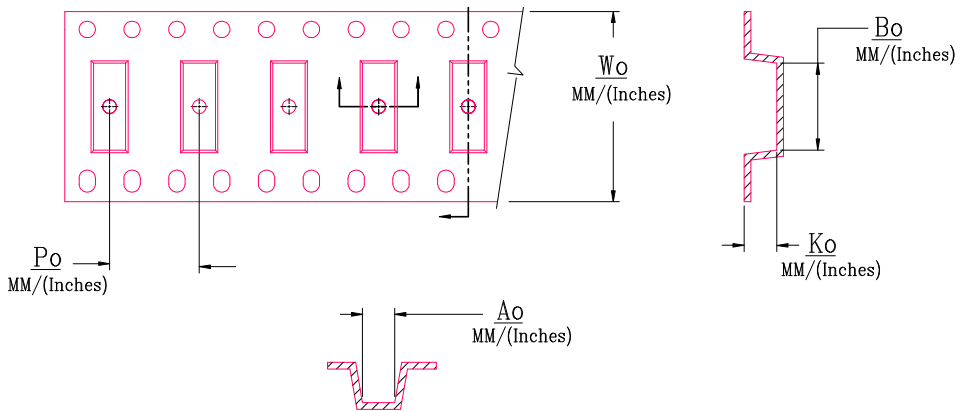 Bo
MM/(Inches)
Wo
MM/(Inches)
Po
MM/(Inches)
Ko
MM/(Inches)
Ao
MM/(Inches)